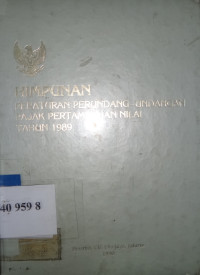 HIMPUNAN
PERATURAN PERUNDANG-UNDANGAN
PAJAK PERTAMBAHAN NILAI
TAHUN 1989
40 959 8